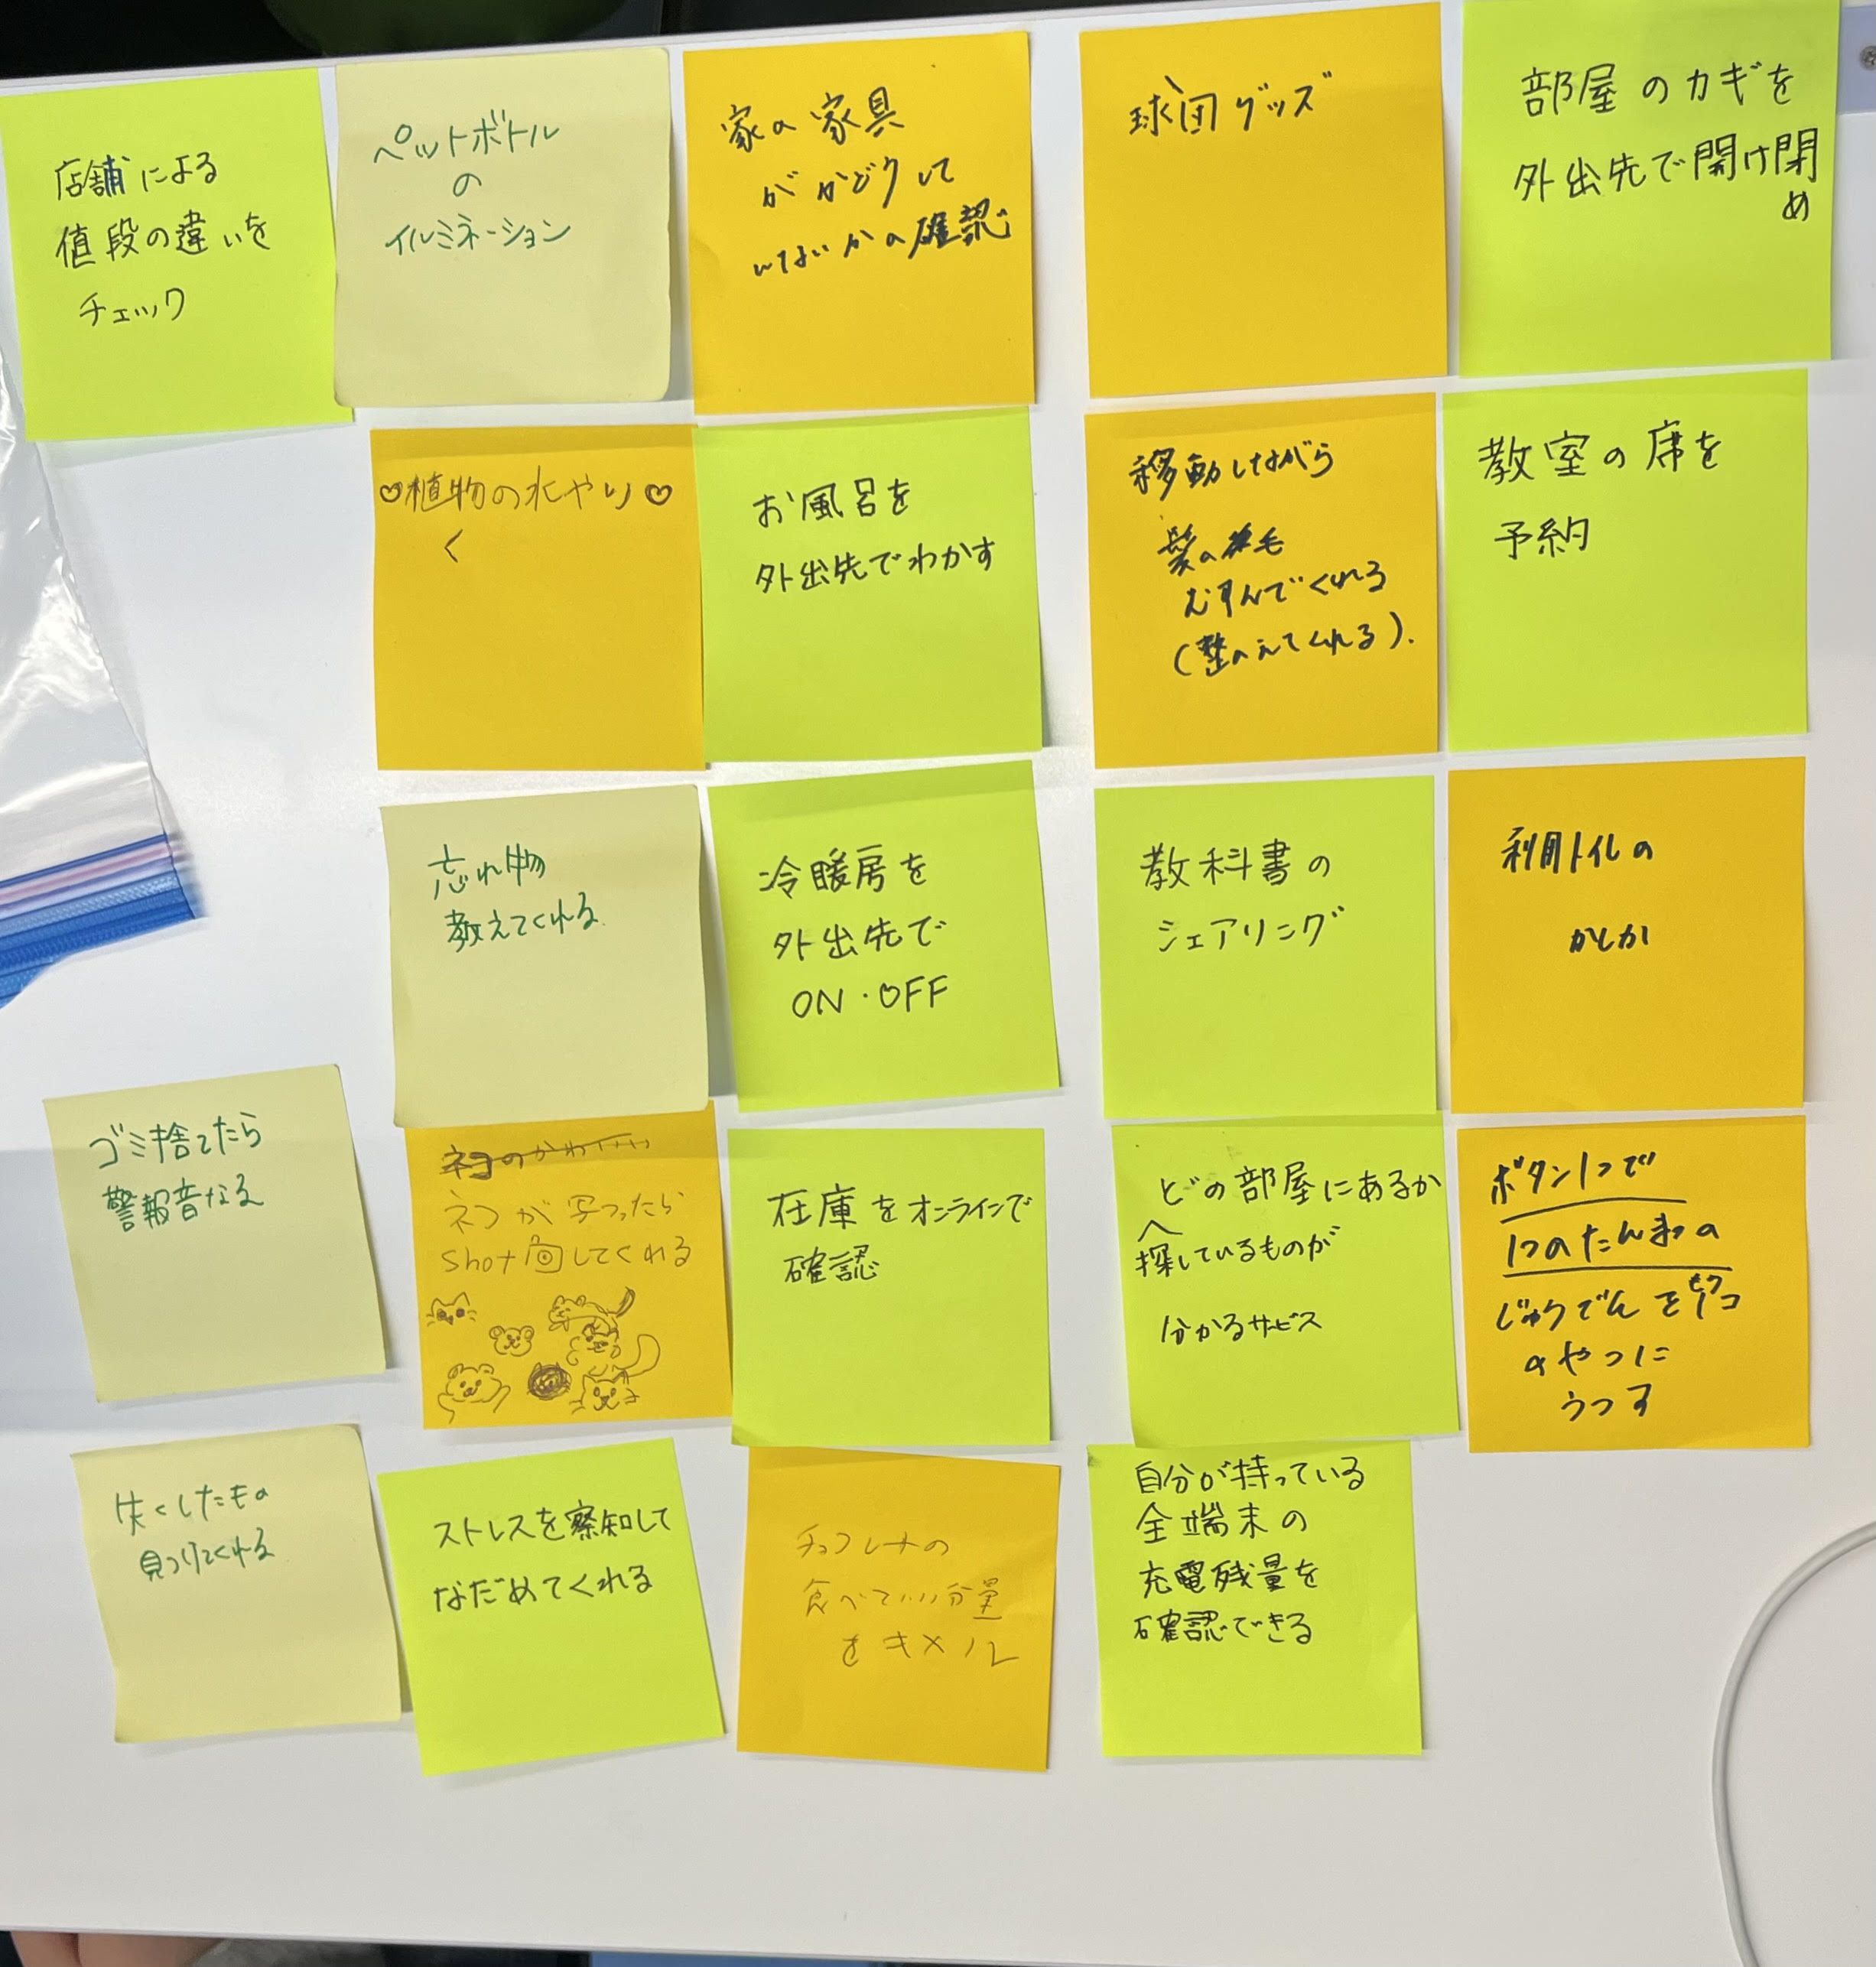 店舗による
値段の違いを
チェック
ペットボトル
の
イルミネーション
家の家具
がかどうして
いないかの確認
球団グッズ
部屋のカギを
外出先で開け閉
め
♡植物の水やり♡
く
お風呂を
外出先でわかす
移動しながら
髪の毛
むすんでくれる
(整のえてくれる).
教室の席を
予約
忘れ物
教えてくれる
冷暖房を
外出先で
ON・OFF
教科書の
シェアリング
利用トイレの
かしか
ゴミ捨てたら
警報音なる
ネコのかわいい
ネコが写ったら
shotしてくれる
在庫をオンラインで
確認
どの部屋にあるか
探しているものが
分かるサービス
ボタン1つで
1つのたんまつの
じゅうでんをもう1つ
のやつに
うつす
失くしたもの
見つけてくれる
ストレスを察知して
なだめてくれる
チョコレートの
食べていい分量
をキメル
自分が持っている
全端末の
充電残量を
確認できる